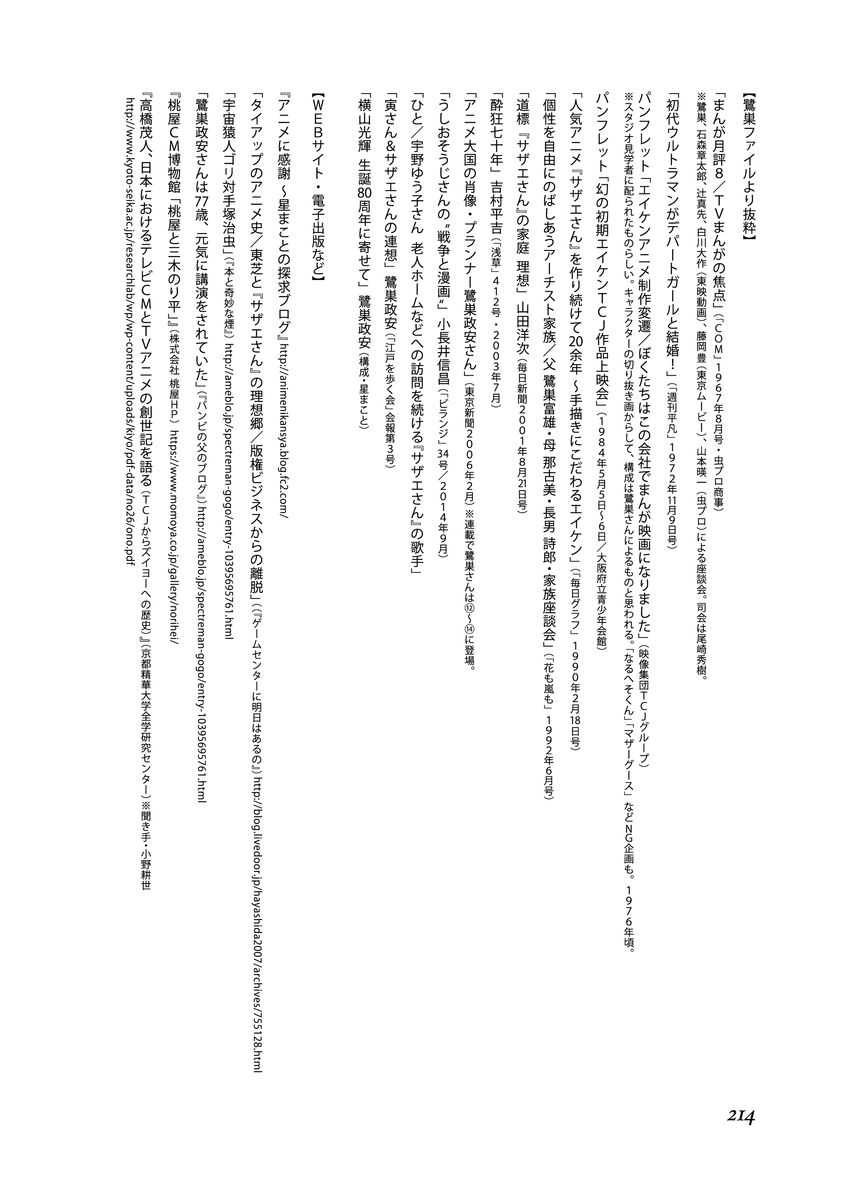 【鷺巣ファイルより抜粋】
「まんが月評８／ＴＶまんがの焦点」（「ＣＯＭ」１９６７年８月号・虫プロ商事）
※鷺巣、石森章太郎、辻真先、白川大作（東映動画）、藤岡 豊（東京ムービー）、山本暎一（虫プロ）による座談会。司会は尾崎秀樹。
「初代ウルトラマンがデパートガールと結婚！」（「週刊平凡」１９７２年11月９日号）
パンフレット「エイケンアニメ制作変遷／ぼくたちはこの会社でまんが映画になりました」（映像集団ＴＣＪグループ）
※スタジオ見学者に配られたものらしい。キャラクターの切り抜き画からして、構成は鷺巣さんによるものと思われる。「なるへそくん」「マザーグース」などＮＧ企画も。１９７６年頃。
パンフレット「幻の初期エイケンＴＣＪ作品上映会」（１９８４年５月５日〜６日／大阪府立青少年会館）
「人気アニメ『サザエさん』を作り続けて20余年 〜手描きにこだわるエイケン」（「毎日グラフ」１９９０年２月18日号）
「個性を自由にのばしあうアーチスト家族／父 鷺巣富雄・母 那古美・長男 詩郎・家族座談会」（「花も嵐も」１９９２年６月号）
「道標『サザエさん』の家庭 理想」山田洋次（毎日新聞２００１年８月21日号）
「酔狂七十年」吉村平吉（「浅草」４１２号・２００３年７月）
「アニメ大国の肖像・プランナー鷺巣政安さん」（東京新聞２００６年２月）※連載で鷺巣さんは⑫〜⑭に登場。
「うしおそうじさんの〝戦争と漫画〟」小長井信昌（「ビランジ」34号／２０１４年９月）
「ひと／宇野ゆう子さん 老人ホームなどへの訪問を続ける『サザエさん』の歌手」
「寅さん＆サザエさんの連想」鷺巣政安（「江戸を歩く会」会報第３号）
「横山光輝 生誕80周年に寄せて」鷺巣政安（構成・星まこと）
【ＷＥＢサイト・電子出版など】
『アニメに感謝 〜星まことの探求ブログ』http://animenikansya.blog.fc2.com/
「タイアップのアニメ史／東芝と『サザエさん』の理想郷／版権ビジネスからの離脱」（『ゲームセンターに明日はあるの』）http://blog.livedoor.jp/hayashida2007/archives/755128.html
「宇宙猿人ゴリ対手塚治虫」（『本と奇妙な煙』）http://ameblo.jp/spectreman-gogo/entry-10395695761.html
「鷺巣政安さんは77歳、元気に講演をされていた」（『バンビの父のブログ』）http://ameblo.jp/spectreman-gogo/entry-10395695761.html
『桃屋ＣＭ博物館「桃屋と三木のり平」』（株式会社 桃屋ＨＰ）https://www.momoya.co.jp/gallery/norihei/
『高橋茂人、日本におけるテレビＣＭとＴＶアニメの創世記を語る（ＴＣＪからズイヨーへの歴史）』（京都精華大学全学研究センター）※聞き手・小野耕世
http://www.kyoto-seika.ac.jp/researchlab/wp/wp-content/uploads/kiyo/pdf-data/no26/ono.pdf
214